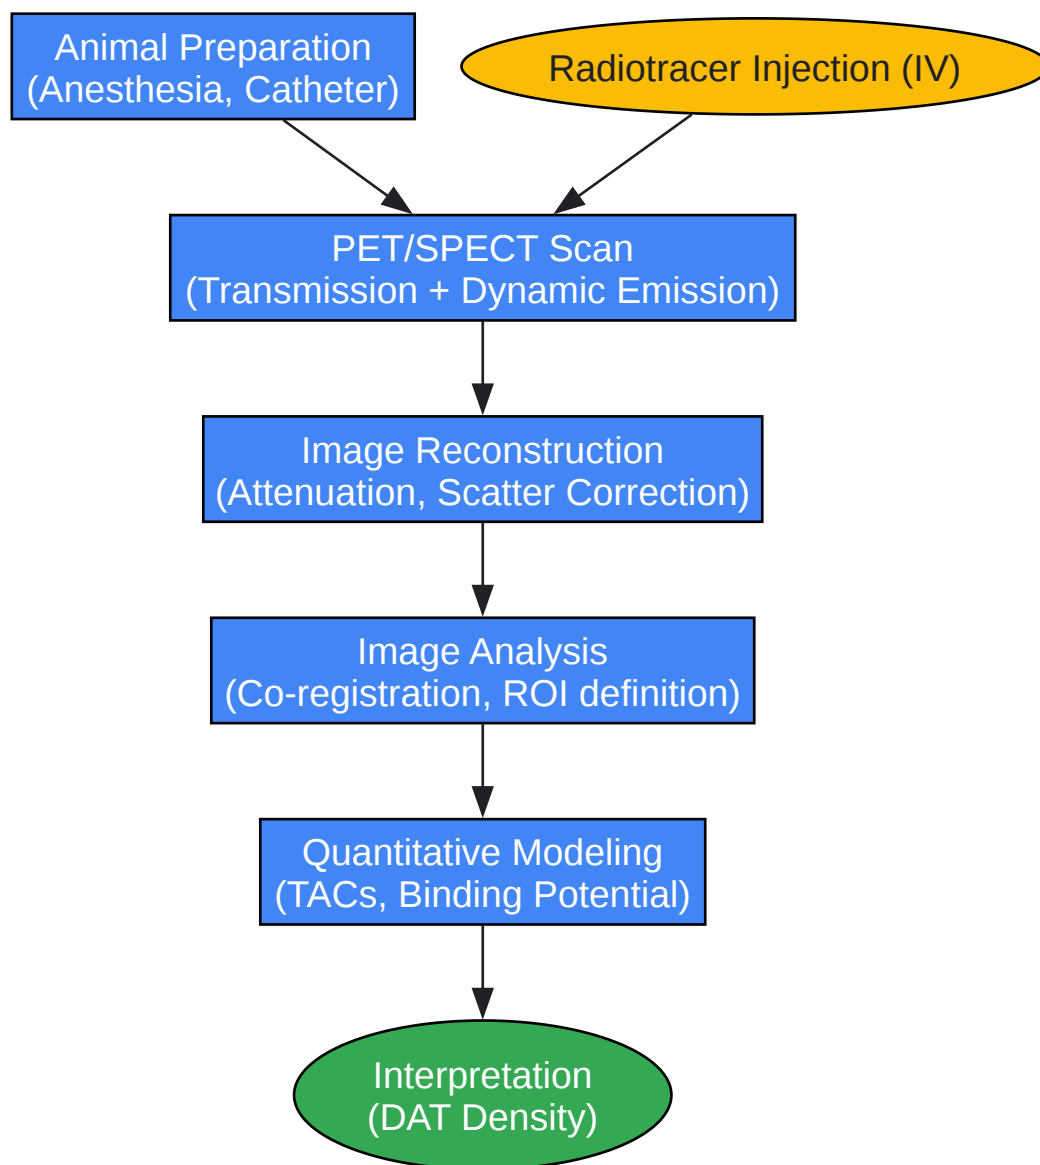 Animal Preparation
(Anesthesia, Catheter)
Radiotracer Injection (IV)
PET/SPECT Scan
(Transmission + Dynamic Emission)
Image Reconstruction
(Attenuation, Scatter Correction)
Image Analysis
(Co-registration, ROI definition)
Quantitative Modeling
(TACs, Binding Potential)
Interpretation
(DAT Density)